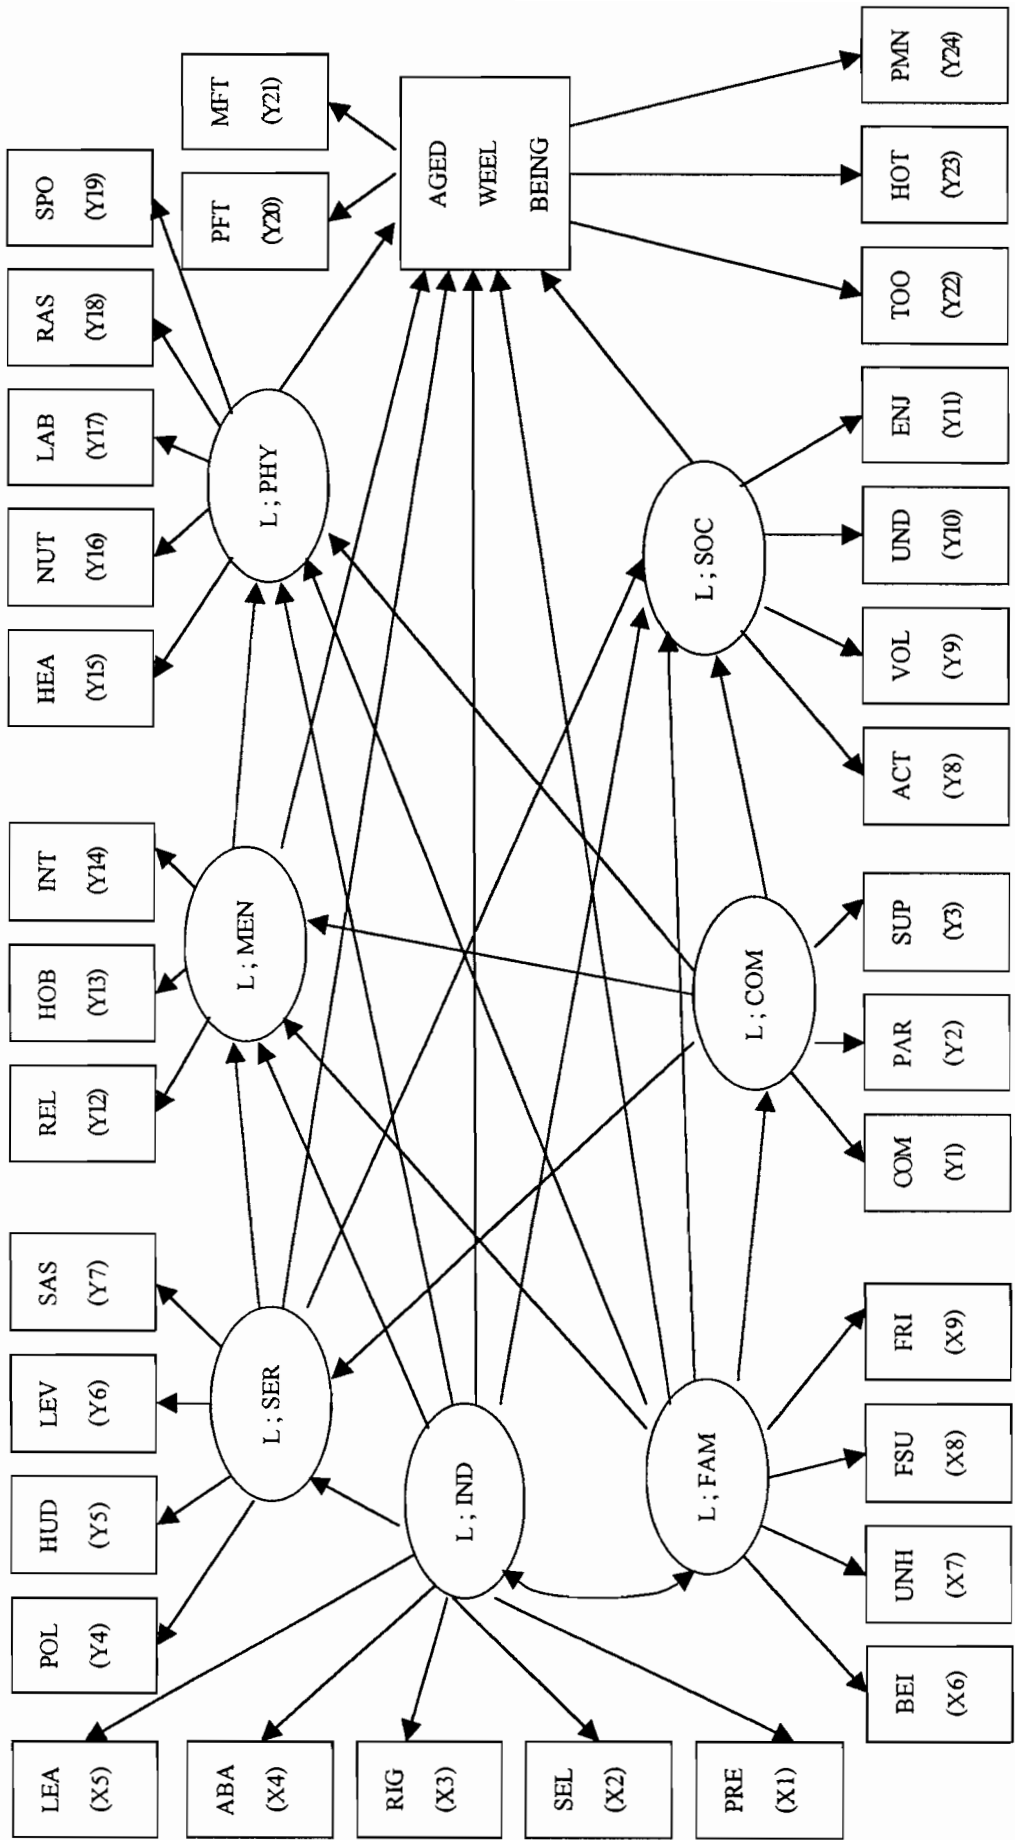 LEA
(X5)
POL
(Y4)
HUD
(Y5)
LEV
(Y6)
SAS
(Y7)
REL
(Y12)
HOB
(Y13)
INT
(Y14)
HEA
(Y15)
NUT
(Y16)
LAB
(Y17)
RAS
(Y18)
SPO
(Y19)
ABA
(X4)
PFT
(Y20)
MFT
(Y21)
L ; SER
L ; MEN
L ; PHY
RIG
(X3)
L ; IND
AGED
WEEL
BEING
SEL
(X2)
L ; FAM
L ; COM
L ; SOC
PRE
(X1)
BEI
(X6)
UNH
(X7)
FSU
(X8)
FRI
(X9)
COM
(Y1)
PAR
(Y2)
SUP
(Y3)
ACT
(Y8)
VOL
(Y9)
UND
(Y10)
ENJ
(Y11)
TOO
(Y22)
HOT
(Y23)
PMN
(Y24)